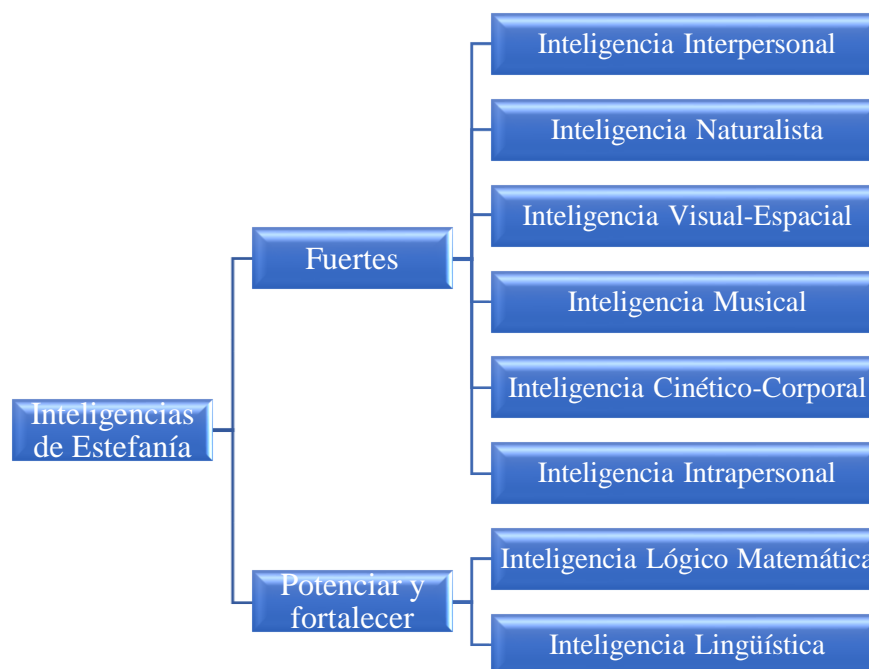 Inteligencias
de Estefanía
Fuertes
Inteligencia Interpersonal
Inteligencia Naturalista
Inteligencia Visual-Espacial
Inteligencia Musical
Inteligencia Cinético-Corporal
Inteligencia Intrapersonal
Potenciar y
fortalecer
Inteligencia Lógico Matemática
Inteligencia Lingüística